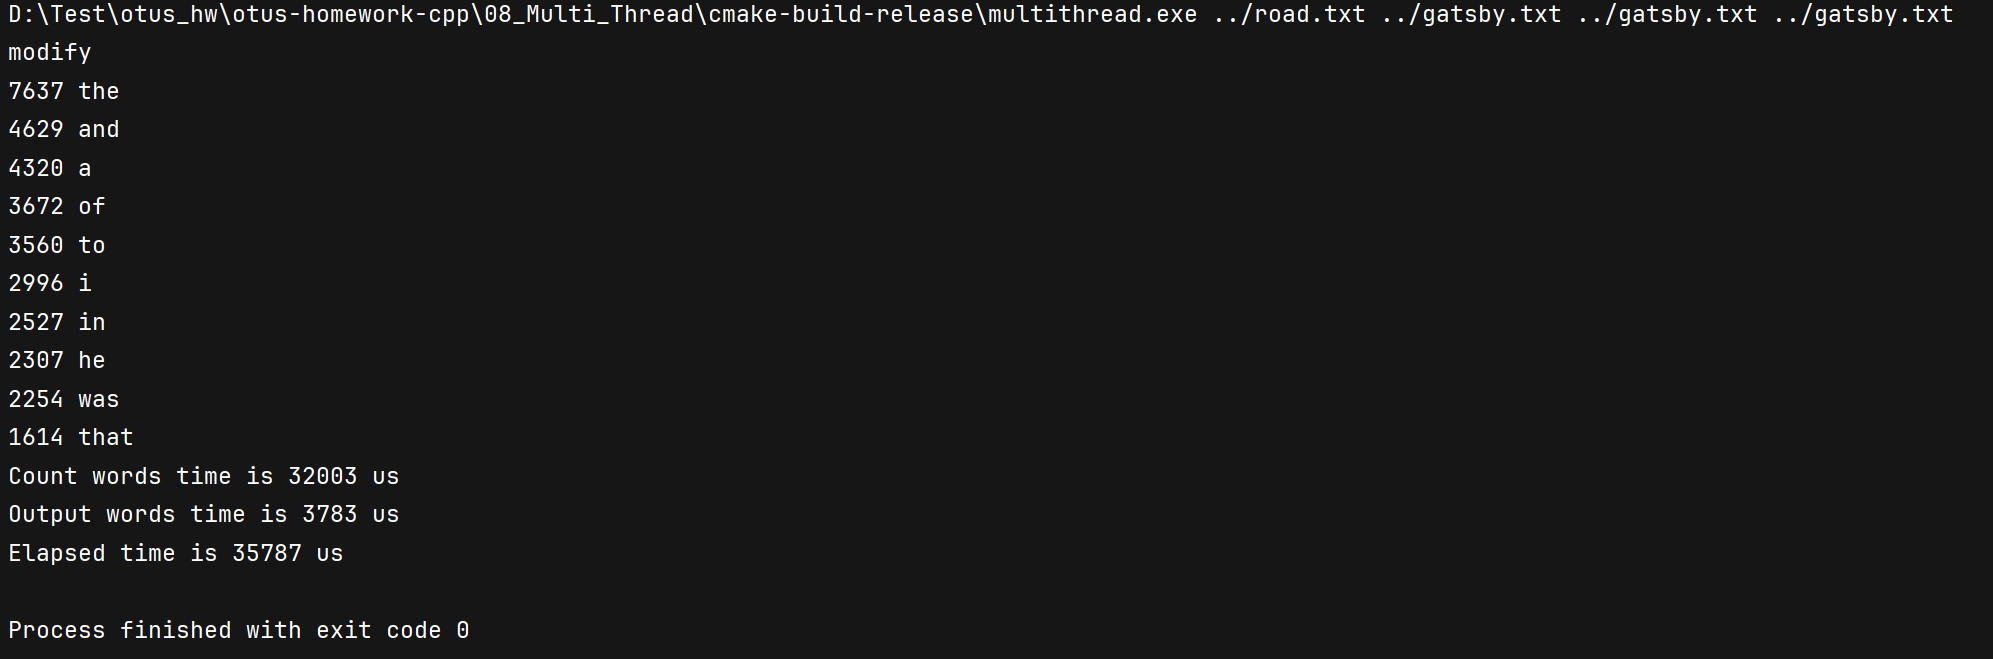 D:\Test\otus_hw\otus-homework-cpp\08_Multi_Thread\cmake-build-release\multithread.exe ../road.txt ../gatsby.txt ../gatsby.txt ../gatsby.txt
modify
7637 the
4629 and
4320 a
3672 of
3560 to
2996 i
2527 in
2307 he
2254 was
1614 that
Count words time is 32003 us
Output words time is 3783 us
Elapsed time is 35787 us
Process finished with exit code 0